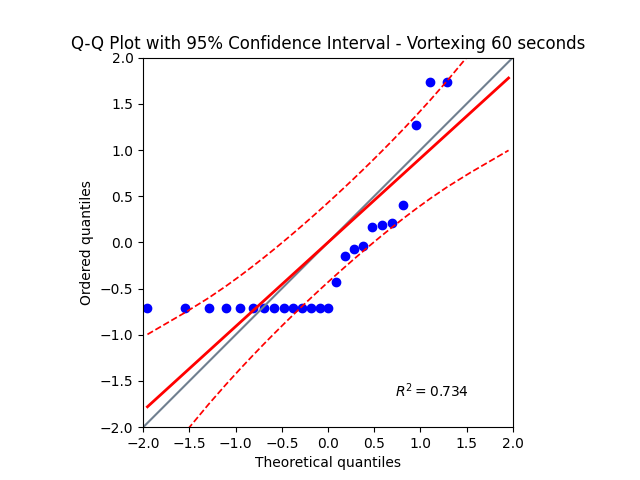 Q-Q Plot with 95% Confidence Interval - Vortexing 60 seconds
2.0
1.5
1.0
0.5
0.0
−0.5
−1.0
−1.5
−2.0
Ordered quantiles
R² = 0.734
−2.0 −1.5 −1.0 −0.5 0.0 0.5 1.0 1.5 2.0
Theoretical quantiles